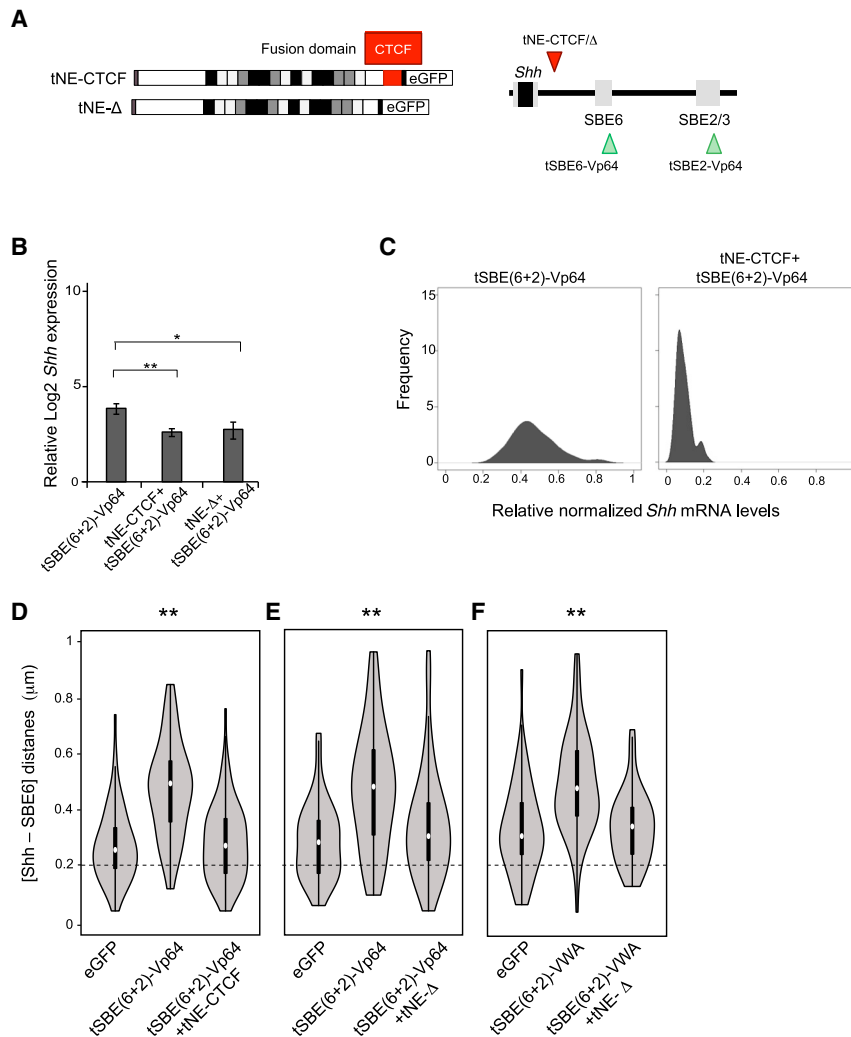 A
Fusion domain
CTCF
tNE-CTCF
eGFP
tNE-Δ
eGFP
tNE-CTCF/Δ
Shh
SBE6
SBE2/3
tSBE6-Vp64
tSBE2-Vp64
B
Relative Log2 Shh expression
10
5
0
*
**
tSBE(6+2)-Vp64
tNE-CTCF+
tSBE(6+2)-Vp64
tNE-Δ+
tSBE(6+2)-Vp64
C
tSBE(6+2)-Vp64
tNE-CTCF+
tSBE(6+2)-Vp64
Frequency
15
10
5
0
0 0.2 0.4 0.6 0.8 1
0 0.2 0.4 0.6 0.8
Relative normalized Shh mRNA levels
D
**
E
**
F
**
[Shh – SBE6] distanes (μm)
1
0.8
0.6
0.4
0.2
0
eGFP
tSBE(6+2)-Vp64
tSBE(6+2)-Vp64
+tNE-CTCF
eGFP
tSBE(6+2)-Vp64
tSBE(6+2)-Vp64
+tNE-Δ
eGFP
tSBE(6+2)-VWA
tSBE(6+2)-VWA
+tNE- Δ